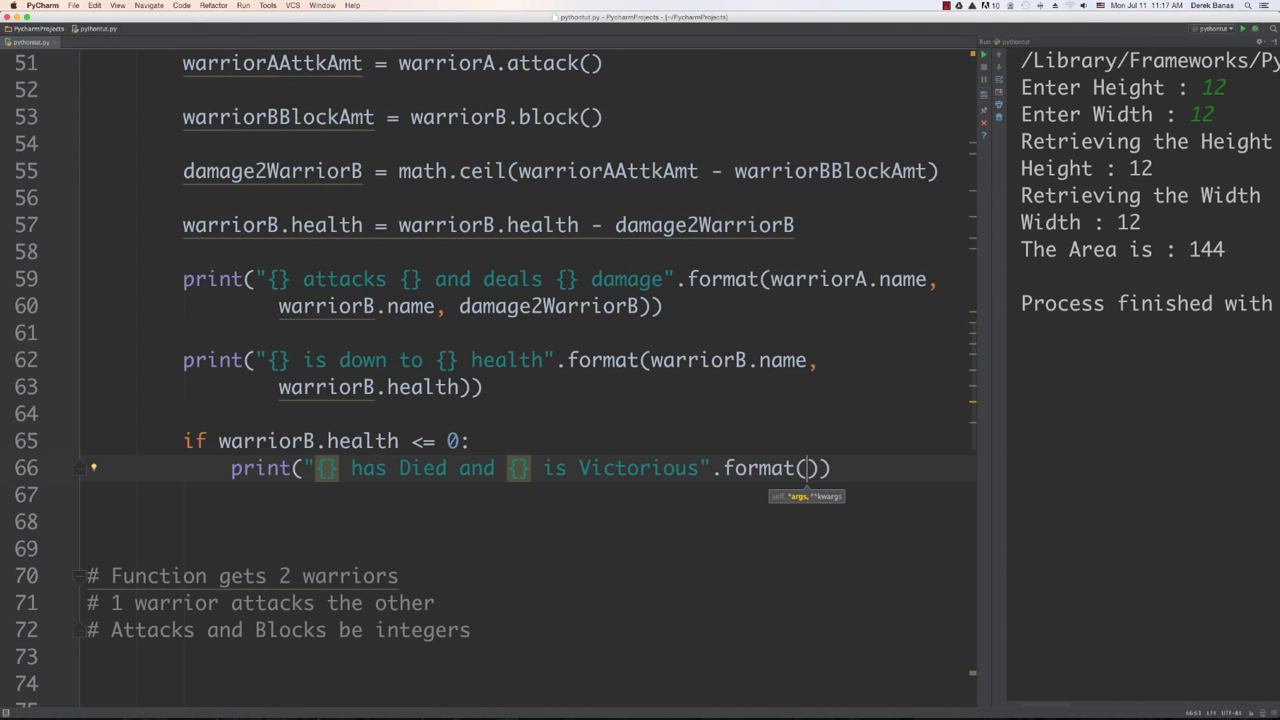 PyCharm File Edit View Navigate Code Refactor Run Tools VCS Window Help 10 Mon Jul 11 11:17 AM Derek Banas
pythontut.py - PycharmProjects - [~/PycharmProjects]
PycharmProjects pythontut.py pythontut
pythontut.py
Run: pythontut
51 warriorAAttkAmt = warriorA.attack()
52
53 warriorBBlockAmt = warriorB.block()
54
55 damage2WarriorB = math.ceil(warriorAAttkAmt - warriorBBlockAmt)
56
57 warriorB.health = warriorB.health - damage2WarriorB
58
59 print("{} attacks {} and deals {} damage".format(warriorA.name,
60 warriorB.name, damage2WarriorB))
61
62 print("{} is down to {} health".format(warriorB.name,
63 warriorB.health))
64
65 if warriorB.health <= 0:
66 print("{} has Died and {} is Victorious".format())
self, *args, **kwargs
67
68
69
70 # Function gets 2 warriors
71 # 1 warrior attacks the other
72 # Attacks and Blocks be integers
73
74
/Library/Frameworks/Py
Enter Height : 12
Enter Width : 12
Retrieving the Height
Height : 12
Retrieving the Width
Width : 12
The Area is : 144
Process finished with
66:51 LF÷ UTF-8÷